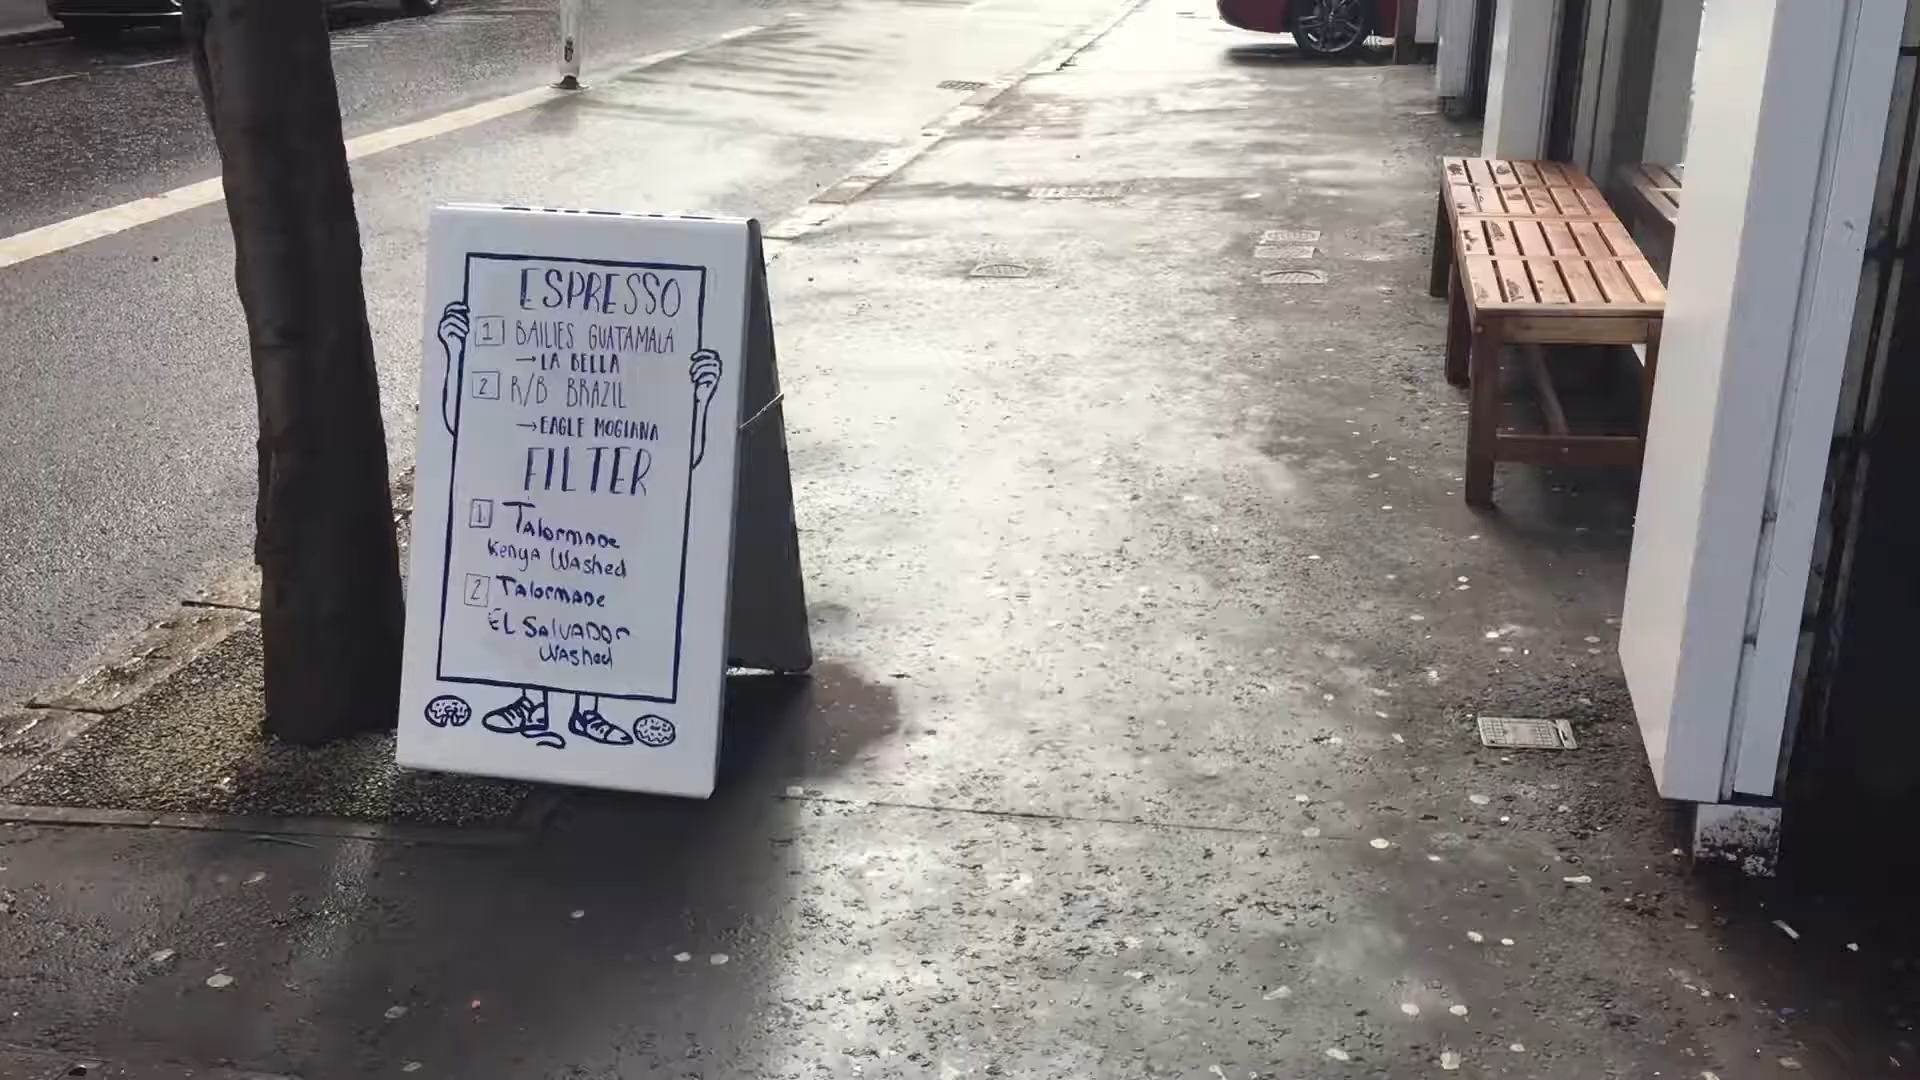 ESPRESSO
1 BAILIES GUATAMALA
→ LA BELLA
2 R/B BRAZIL
→ EAGLE MOGIANA
FILTER
1 TALORMADE
KENYA WASHED
2 TALORMADE
EL SALVADOR
WASHED